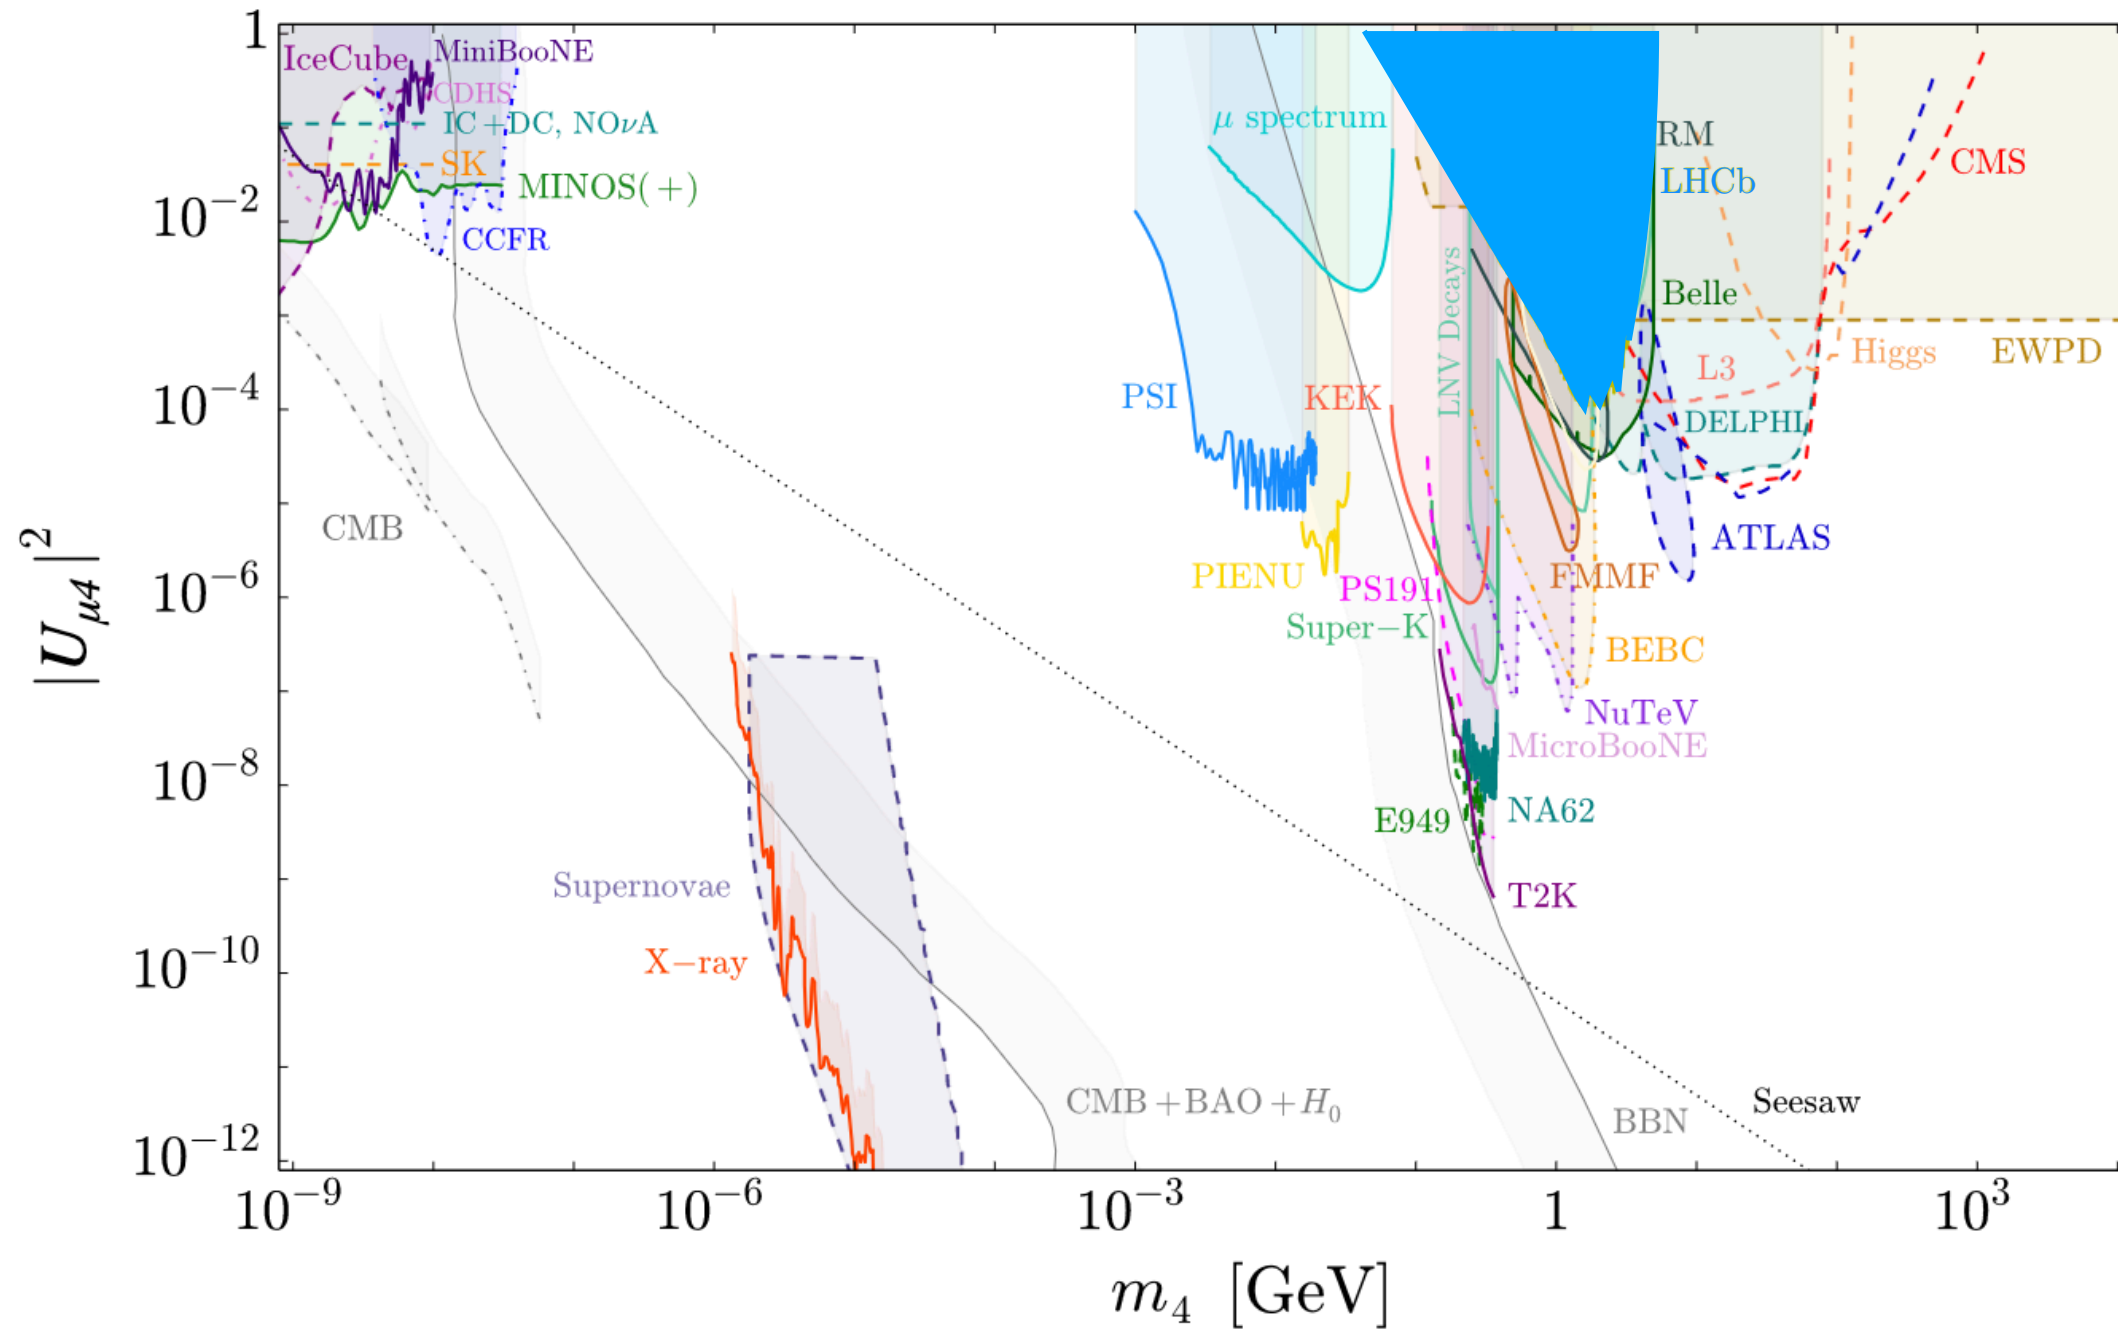 1
10⁻²
10⁻⁴
10⁻⁶
10⁻⁸
10⁻¹⁰
10⁻¹²
|U_μ4|²
IceCube
MiniBooNE
CDHS
IC+DC, NOνA
SK
MINOS(+)
CCFR
CMB
Supernovae
X−ray
CMB+BAO+H₀
μ spectrum
PSI
KEK
LNV Decays
PIENU
PS191
Super−K
E949
T2K
NA62
MicroBooNE
NuTeV
BEBC
FMMF
ATLAS
DELPHI
L3
Higgs
EWPD
Belle
LHCb
RM
CMS
Seesaw
BBN
10⁻⁹
10⁻⁶
10⁻³
1
10³
m₄ [GeV]